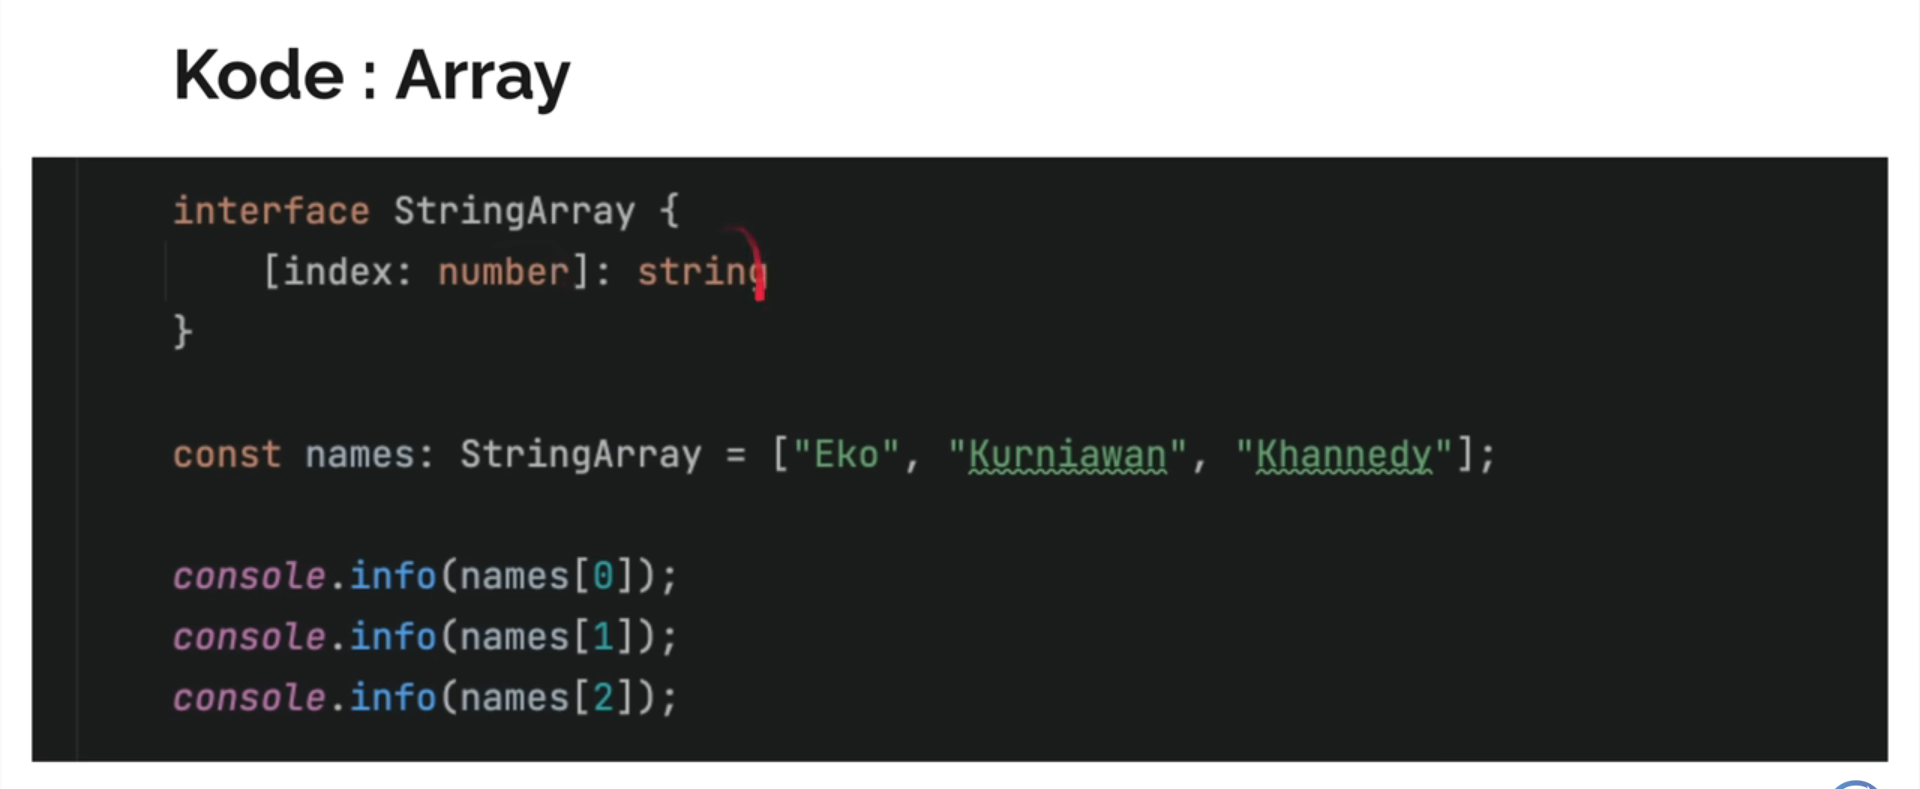 Kode : Array
interface StringArray {
[index: number]: string
}
const names: StringArray = ["Eko", "Kurniawan", "Khannedy"];
console.info(names[0]);
console.info(names[1]);
console.info(names[2]);